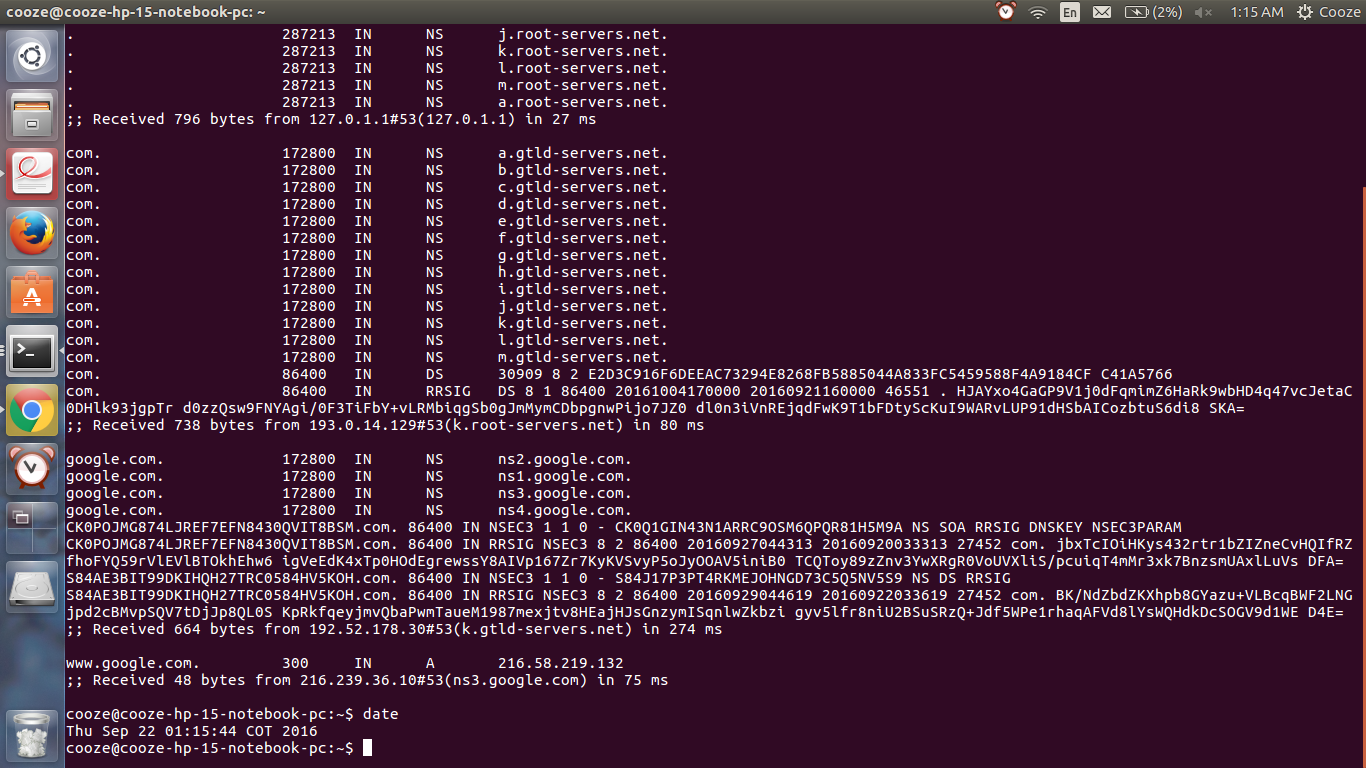 cooze@cooze-hp-15-notebook-pc: ~ En (2%) 1:15 AM Cooze
. 287213 IN NS j.root-servers.net.
. 287213 IN NS k.root-servers.net.
. 287213 IN NS l.root-servers.net.
. 287213 IN NS m.root-servers.net.
. 287213 IN NS a.root-servers.net.
;; Received 796 bytes from 127.0.1.1#53(127.0.1.1) in 27 ms
com. 172800 IN NS a.gtld-servers.net.
com. 172800 IN NS b.gtld-servers.net.
com. 172800 IN NS c.gtld-servers.net.
com. 172800 IN NS d.gtld-servers.net.
com. 172800 IN NS e.gtld-servers.net.
com. 172800 IN NS f.gtld-servers.net.
com. 172800 IN NS g.gtld-servers.net.
com. 172800 IN NS h.gtld-servers.net.
com. 172800 IN NS i.gtld-servers.net.
com. 172800 IN NS j.gtld-servers.net.
com. 172800 IN NS k.gtld-servers.net.
com. 172800 IN NS l.gtld-servers.net.
com. 172800 IN NS m.gtld-servers.net.
com. 86400 IN DS 30909 8 2 E2D3C916F6DEEAC73294E8268FB5885044A833FC5459588F4A9184CF C41A5766
com. 86400 IN RRSIG DS 8 1 86400 20161004170000 20160921160000 46551 . HJAYxo4GaGP9V1j0dFqmimZ6HaRk9wbHD4q47vcJetaC
0DHlk93jgpTr d0zzQsw9FNYAgi/0F3TiFbY+vLRMbiqgSb0gJmMymCDbpgnwPijo7JZ0 dl0n3iVnREjqdFwK9T1bFDtyScKuI9WARvLUP91dHSbAICozbtuS6di8 SKA=
;; Received 738 bytes from 193.0.14.129#53(k.root-servers.net) in 80 ms
google.com. 172800 IN NS ns2.google.com.
google.com. 172800 IN NS ns1.google.com.
google.com. 172800 IN NS ns3.google.com.
google.com. 172800 IN NS ns4.google.com.
CK0POJMG874LJREF7EFN8430QVIT8BSM.com. 86400 IN NSEC3 1 1 0 - CK0Q1GIN43N1ARRC9OSM6QPQR81H5M9A NS SOA RRSIG DNSKEY NSEC3PARAM
CK0POJMG874LJREF7EFN8430QVIT8BSM.com. 86400 IN RRSIG NSEC3 8 2 86400 20160927044313 20160920033313 27452 com. jbxTcIOiHKys432rtr1bZIZneCvHQIfRZ
fhoFYQ59rVlEVlBTOkhEhw6 igVeEdK4xTp0HOdEgrewssY8AIVp167Zr7KyKVSvyP5oJyOOAV5iniB0 TCQToy89zZnv3YwXRgR0VoUVXliS/pcuiqT4mMr3xk7BnzsmUAxlLuVs DFA=
S84AE3BIT99DKIHQH27TRC0584HV5KOH.com. 86400 IN NSEC3 1 1 0 - S84J17P3PT4RKMEJOHNGD73C5Q5NV5S9 NS DS RRSIG
S84AE3BIT99DKIHQH27TRC0584HV5KOH.com. 86400 IN RRSIG NSEC3 8 2 86400 20160929044619 20160922033619 27452 com. BK/NdZbdZKXhpb8GYazu+VLBcqBWF2LNG
jpd2cBMvpSQV7tDjJp8QL0S KpRkfqeyjmvQbaPwmTaueM1987mexjtv8HEajHJsGnzymISqnlwZkbzi gyv5lfr8niU2BSuSRzQ+Jdf5WPe1rhaqAFVd8lYsWQHdkDcSOGV9d1WE D4E=
;; Received 664 bytes from 192.52.178.30#53(k.gtld-servers.net) in 274 ms
www.google.com. 300 IN A 216.58.219.132
;; Received 48 bytes from 216.239.36.10#53(ns3.google.com) in 75 ms
cooze@cooze-hp-15-notebook-pc:~$ date
Thu Sep 22 01:15:44 COT 2016
cooze@cooze-hp-15-notebook-pc:~$